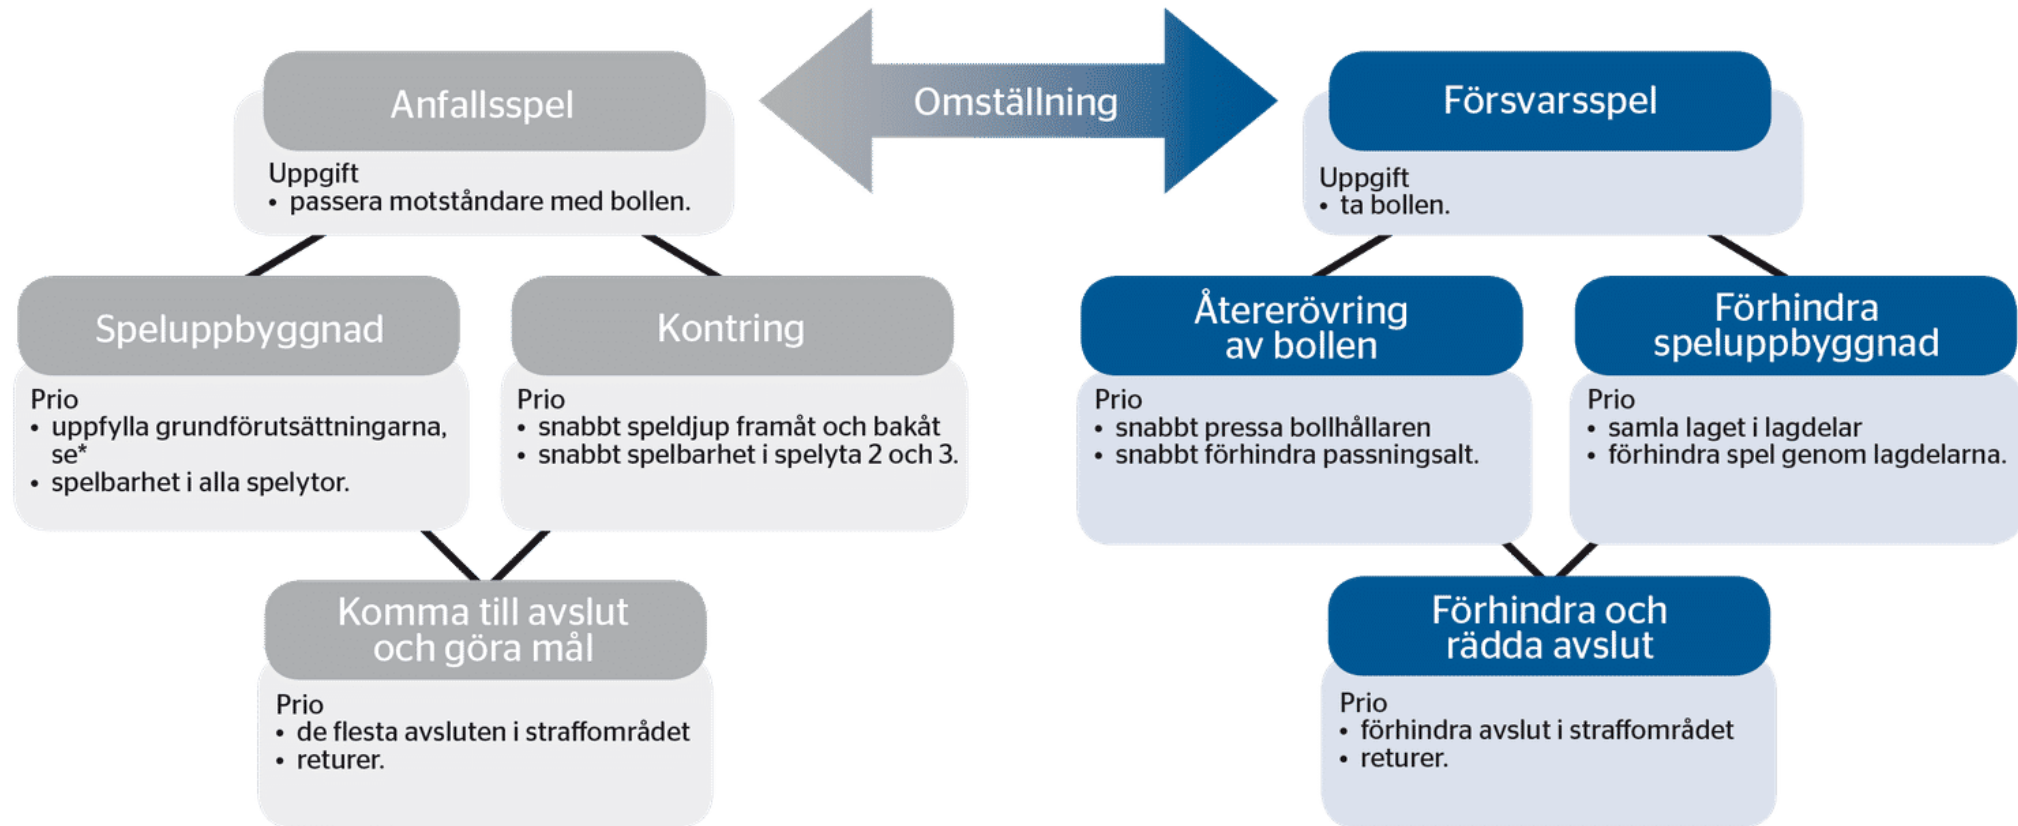 Anfallsspel
Uppgift
• passera motståndare med bollen.
Omställning
Försvarsspel
Uppgift
• ta bollen.
Speluppbyggnad
Prio
• uppfylla grundförutsättningarna,
se*
• spelbarhet i alla spelytor.
Kontring
Prio
• snabbt speldjup framåt och bakåt
• snabbt spelbarhet i spelyta 2 och 3.
Återerövring
av bollen
Prio
• snabbt pressa bollhållaren
• snabbt förhindra passningsalt.
Förhindra
speluppbyggnad
Prio
• samla laget i lagdelar
• förhindra spel genom lagdelarna.
Komma till avslut
och göra mål
Prio
• de flesta avsluten i straffområdet
• returer.
Förhindra och
rädda avslut
Prio
• förhindra avslut i straffområdet
• returer.